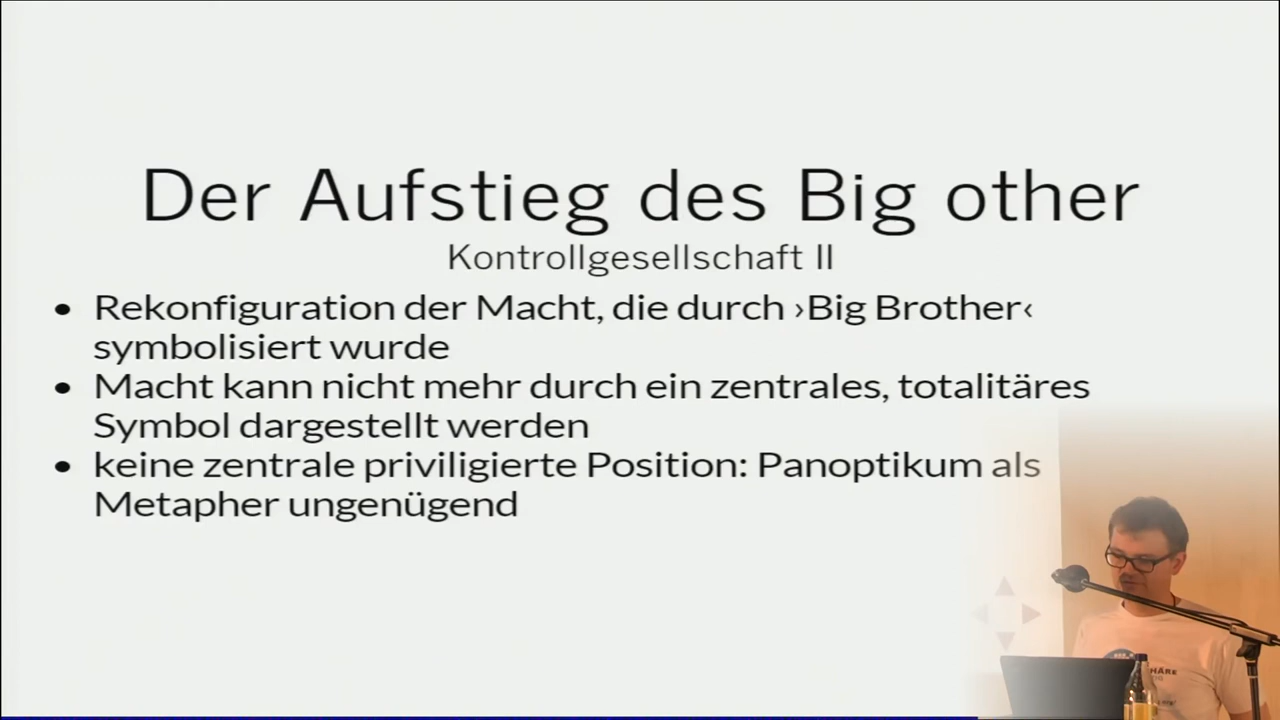 Der Aufstieg des Big other
Kontrollgesellschaft II
• Rekonfiguration der Macht, die durch ›Big Brother‹
symbolisiert wurde
• Macht kann nicht mehr durch ein zentrales, totalitäres
Symbol dargestellt werden
• keine zentrale priviligierte Position: Panoptikum als
Metapher ungenügend
HÄRE